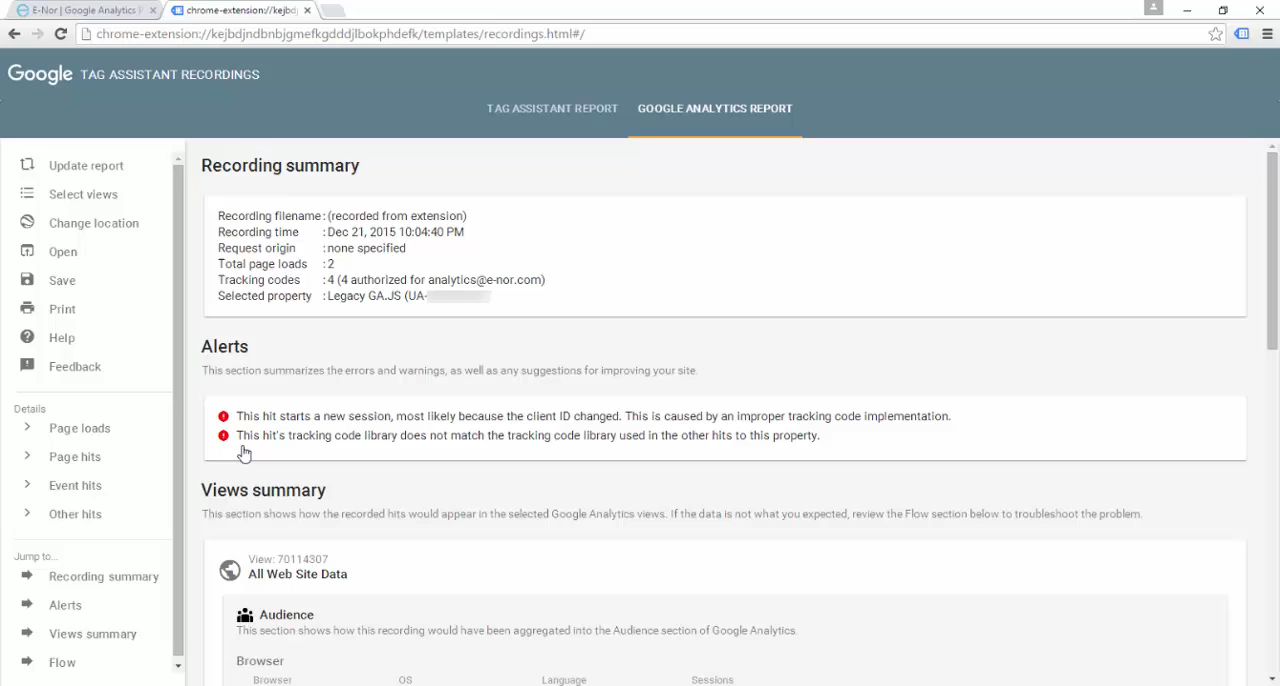 E-Nor | Google Analytics P
chrome-extension://kejbdj
chrome-extension://kejbdjndbnbjgmefkgdddjlbokphdefk/templates/recordings.html#/
Google TAG ASSISTANT RECORDINGS
TAG ASSISTANT REPORT
GOOGLE ANALYTICS REPORT
Update report
Select views
Change location
Open
Save
Print
Help
Feedback
Details
Page loads
Page hits
Event hits
Other hits
Jump to...
Recording summary
Alerts
Views summary
Flow
Recording summary
Recording filename : (recorded from extension)
Recording time : Dec 21, 2015 10:04:40 PM
Request origin : none specified
Total page loads : 2
Tracking codes : 4 (4 authorized for analytics@e-nor.com)
Selected property : Legacy GA.JS (UA-
Alerts
This section summarizes the errors and warnings, as well as any suggestions for improving your site.
This hit starts a new session, most likely because the client ID changed. This is caused by an improper tracking code implementation.
This hit's tracking code library does not match the tracking code library used in the other hits to this property.
Views summary
This section shows how the recorded hits would appear in the selected Google Analytics views. If the data is not what you expected, review the Flow section below to troubleshoot the problem.
View: 70114307
All Web Site Data
Audience
This section shows how this recording would have been aggregated into the Audience section of Google Analytics.
Browser
Browser OS Language Sessions